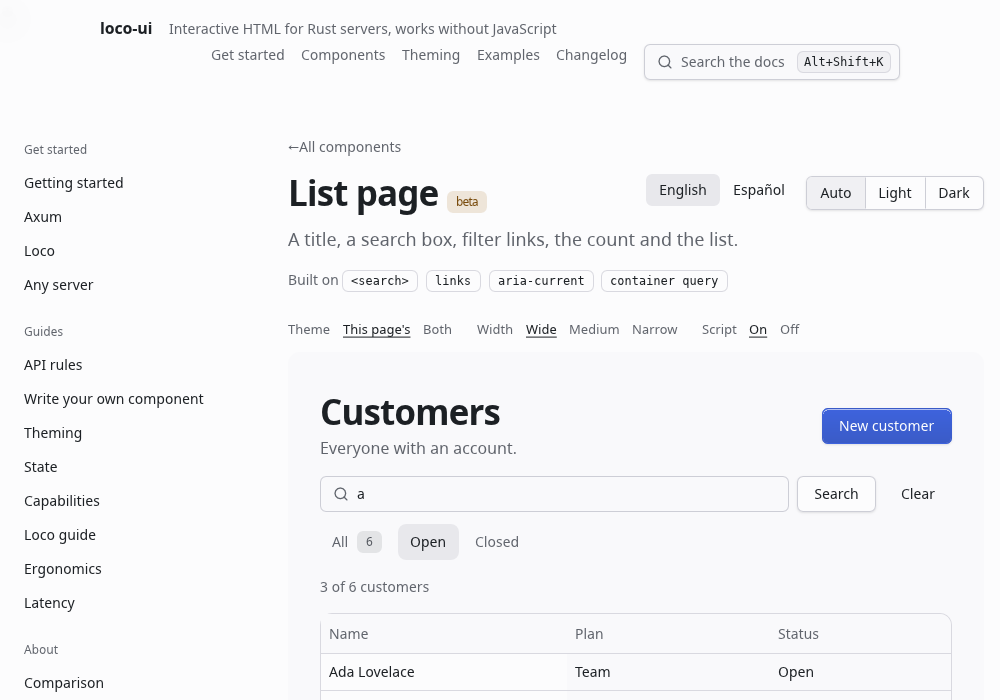 loco-ui Interactive HTML for Rust servers, works without JavaScript
Get started Components Theming Examples Changelog Search the docs Alt+Shift+K
Get started
Getting started
Axum
Loco
Any server
Guides
API rules
Write your own component
Theming
State
Capabilities
Loco guide
Ergonomics
Latency
About
Comparison
←All components
List page beta English Español Auto Light Dark
A title, a search box, filter links, the count and the list.
Built on <search> links aria-current container query
Theme This page's Both Width Wide Medium Narrow Script On Off
Customers
Everyone with an account.
New customer
a Search Clear
All 6 Open Closed
3 of 6 customers
Name Plan Status
Ada Lovelace Team Open